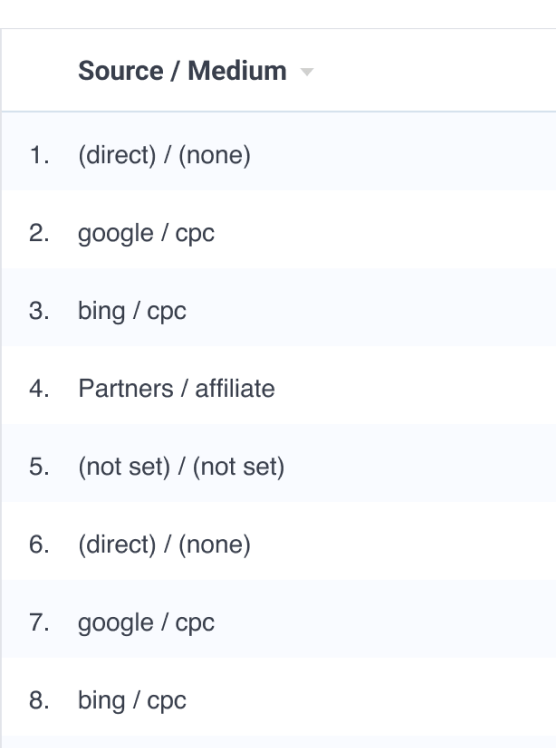 Source / Medium
1. (direct) / (none)
2. google / cpc
3. bing / cpc
4. Partners / affiliate
5. (not set) / (not set)
6. (direct) / (none)
7. google / cpc
8. bing / cpc